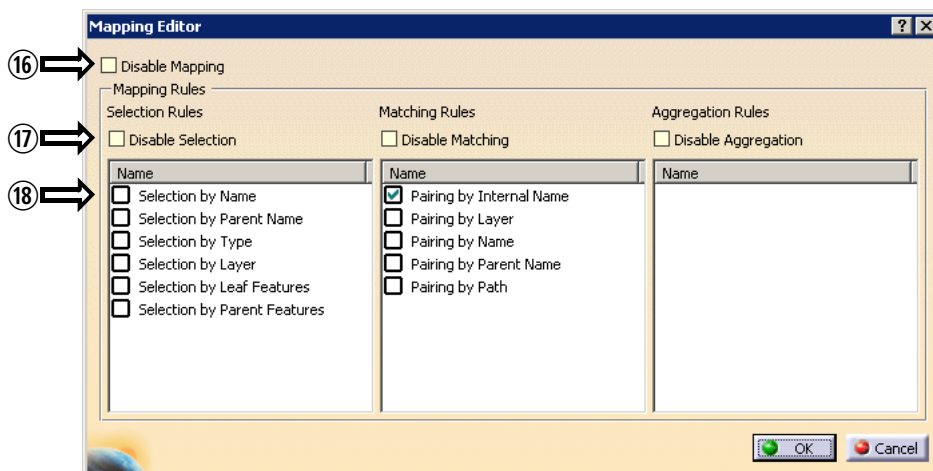 Mapping Editor
⑯ Disable Mapping
Mapping Rules
Selection Rules Matching Rules Aggregation Rules
⑰ Disable Selection Disable Matching Disable Aggregation
Name Name Name
⑱ Selection by Name Pairing by Internal Name
Selection by Parent Name Pairing by Layer
Selection by Type Pairing by Name
Selection by Layer Pairing by Parent Name
Selection by Leaf Features Pairing by Path
Selection by Parent Features
OK Cancel